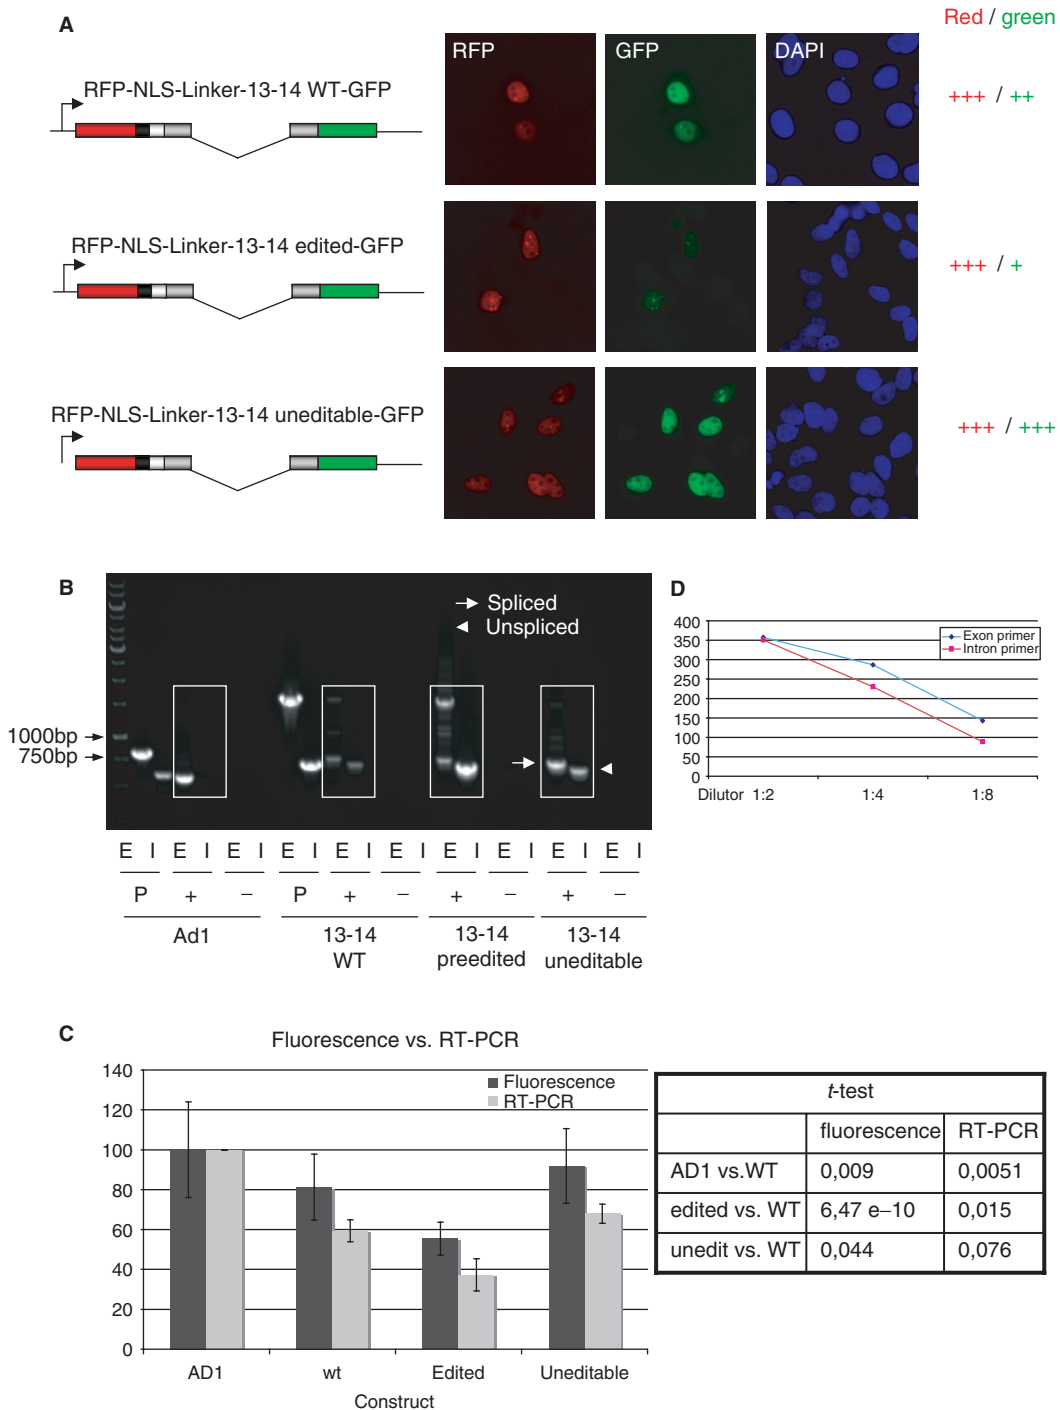 A
Red / green
RFP-NLS-Linker-13-14 WT-GFP
RFP
GFP
DAPI
+++ / ++
RFP-NLS-Linker-13-14 edited-GFP
+++ / +
RFP-NLS-Linker-13-14 uneditable-GFP
+++ / +++
B
Spliced
Unspliced
1000bp
750bp
E I E I E I E I E I E I E I E I E I E I
P + − P + − + − + −
Ad1
13-14 WT
13-14 preedited
13-14 uneditable
D
400
350
300
250
200
150
100
50
0
Exon primer
Intron primer
Dilutor 1:2 1:4 1:8
C
Fluorescence vs. RT-PCR
140
120
100
80
60
40
20
0
Fluorescence
RT-PCR
AD1 wt Edited Uneditable
Construct
t-test
fluorescence RT-PCR
AD1 vs.WT 0,009 0,0051
edited vs. WT 6,47 e−10 0,015
unedit vs. WT 0,044 0,076